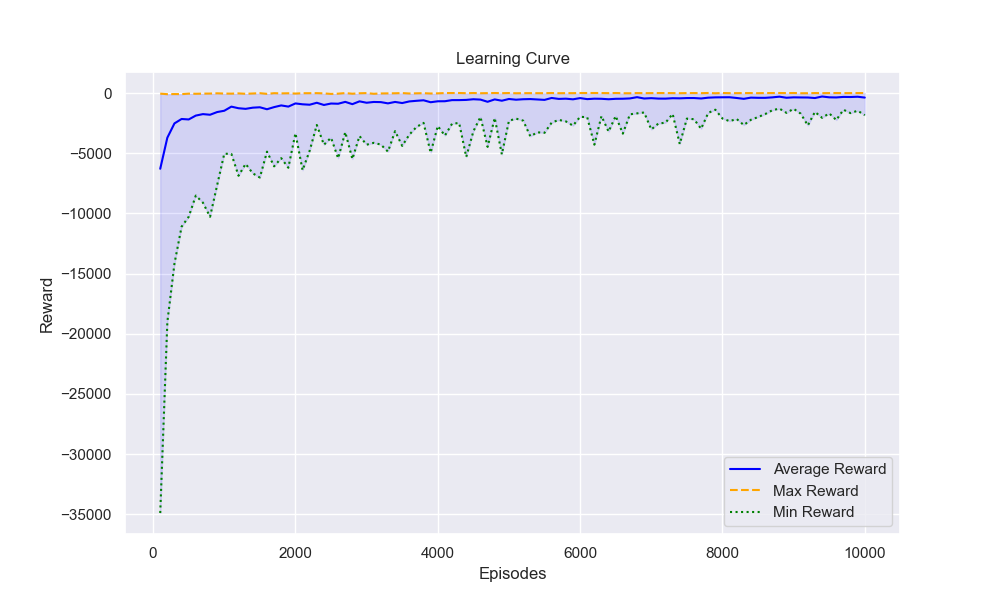 Learning Curve
Reward
0
−5000
−10000
−15000
−20000
−25000
−30000
−35000
0 2000 4000 6000 8000 10000
Episodes
Average Reward
Max Reward
Min Reward